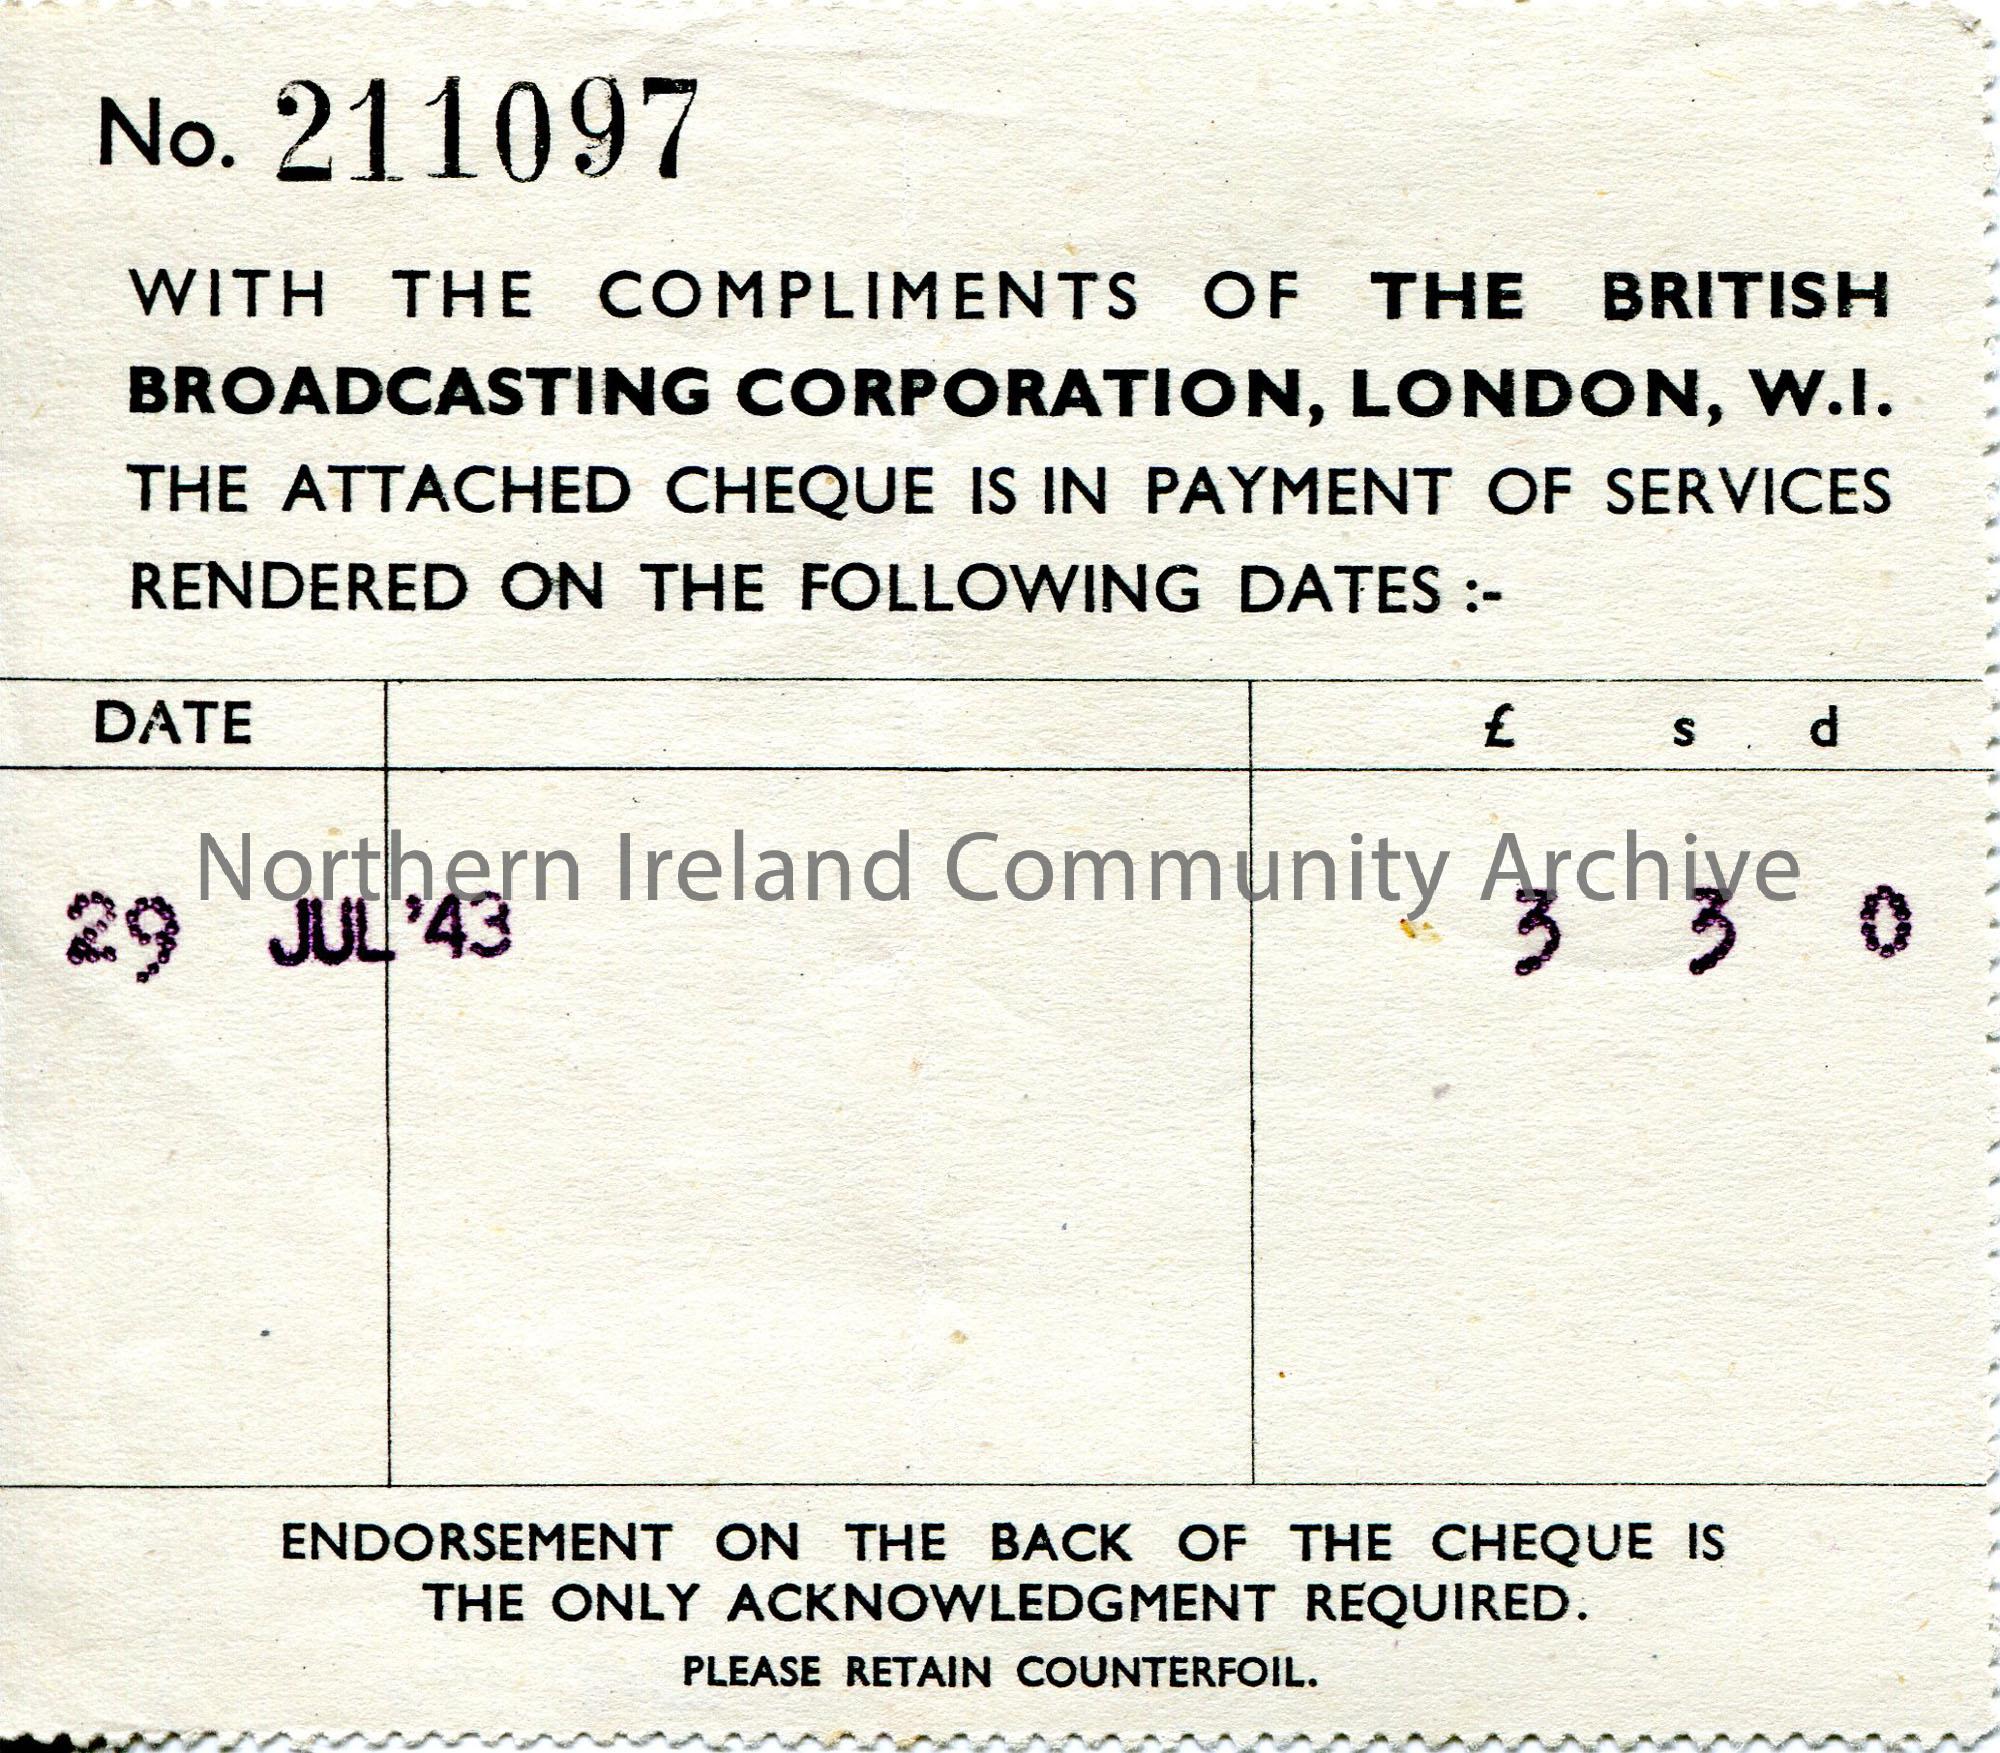 No. 211097
WITH THE COMPLIMENTS OF THE BRITISH
BROADCASTING CORPORATION, LONDON, W.I.
THE ATTACHED CHEQUE IS IN PAYMENT OF SERVICES
RENDERED ON THE FOLLOWING DATES :-
DATE £ s d
Northern Ireland Community Archive
29 JUL '43 3 3 0
ENDORSEMENT ON THE BACK OF THE CHEQUE IS
THE ONLY ACKNOWLEDGMENT REQUIRED.
PLEASE RETAIN COUNTERFOIL.